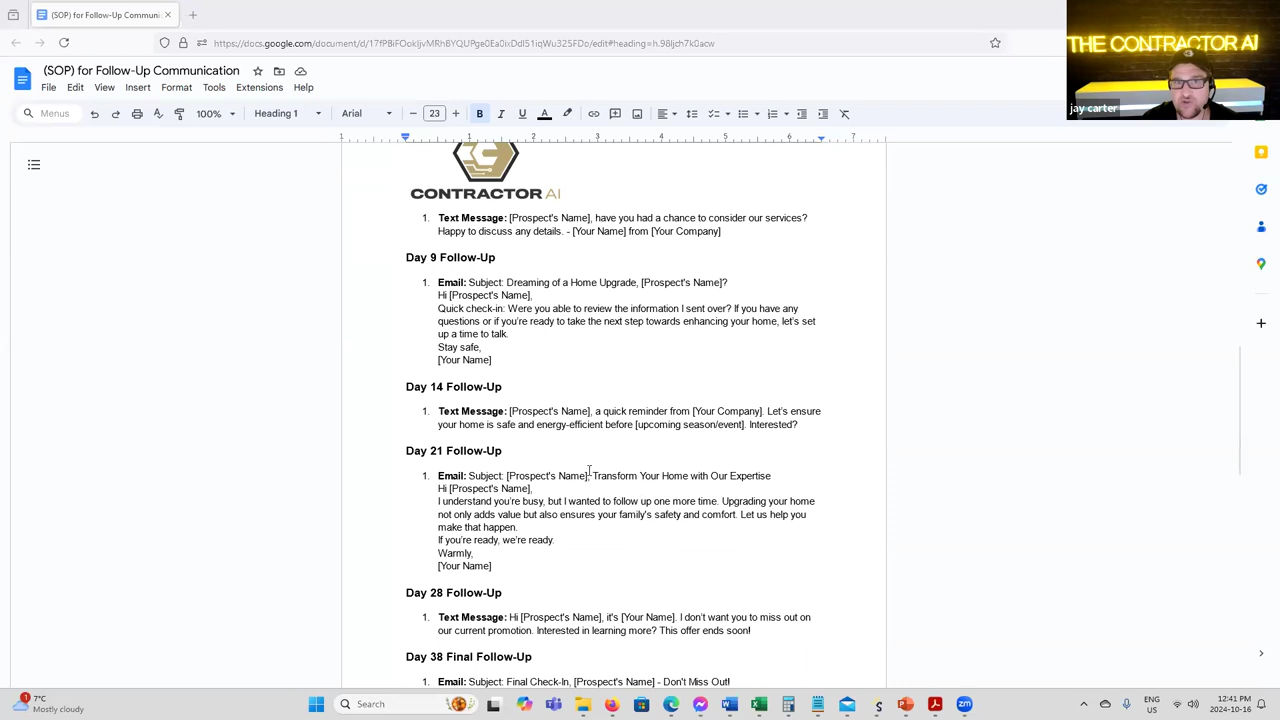 (SOP) for Follow-Up Communi
https://docs.google.com/document/d/
edit#heading=h.98ljch7k0acw
(SOP) for Follow-Up Communication
File Edit View Insert Format Tools Extensions Help
Menus 100% Heading 1 Arial 23 B I U A
THE CONTRACTOR AI
jay carter
1 1 2 3 4 5 6 7
CONTRACTOR AI
1. Text Message: [Prospect's Name], have you had a chance to consider our services?
Happy to discuss any details. - [Your Name] from [Your Company]
Day 9 Follow-Up
1. Email: Subject: Dreaming of a Home Upgrade, [Prospect's Name]?
Hi [Prospect's Name],
Quick check-in: Were you able to review the information I sent over? If you have any
questions or if you're ready to take the next step towards enhancing your home, let's set
up a time to talk.
Stay safe,
[Your Name]
Day 14 Follow-Up
1. Text Message: [Prospect's Name], a quick reminder from [Your Company]. Let's ensure
your home is safe and energy-efficient before [upcoming season/event]. Interested?
Day 21 Follow-Up
1. Email: Subject: [Prospect's Name], Transform Your Home with Our Expertise
Hi [Prospect's Name],
I understand you're busy, but I wanted to follow up one more time. Upgrading your home
not only adds value but also ensures your family's safety and comfort. Let us help you
make that happen.
If you're ready, we're ready.
Warmly,
[Your Name]
Day 28 Follow-Up
1. Text Message: Hi [Prospect's Name], it's [Your Name]. I don't want you to miss out on
our current promotion. Interested in learning more? This offer ends soon!
Day 38 Final Follow-Up
1. Email: Subject: Final Check-In, [Prospect's Name] - Don't Miss Out!
1
7°C
Mostly cloudy
Search
ENG
US
12:41 PM
2024-10-16